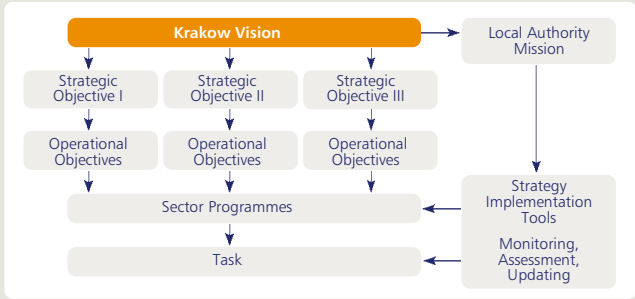 Krakow Vision
Local Authority
Mission
Strategic
Objective I
Strategic
Objective II
Strategic
Objective III
Operational
Objectives
Operational
Objectives
Operational
Objectives
Sector Programmes
Strategy
Implementation
Tools
Task
Monitoring,
Assessment,
Updating